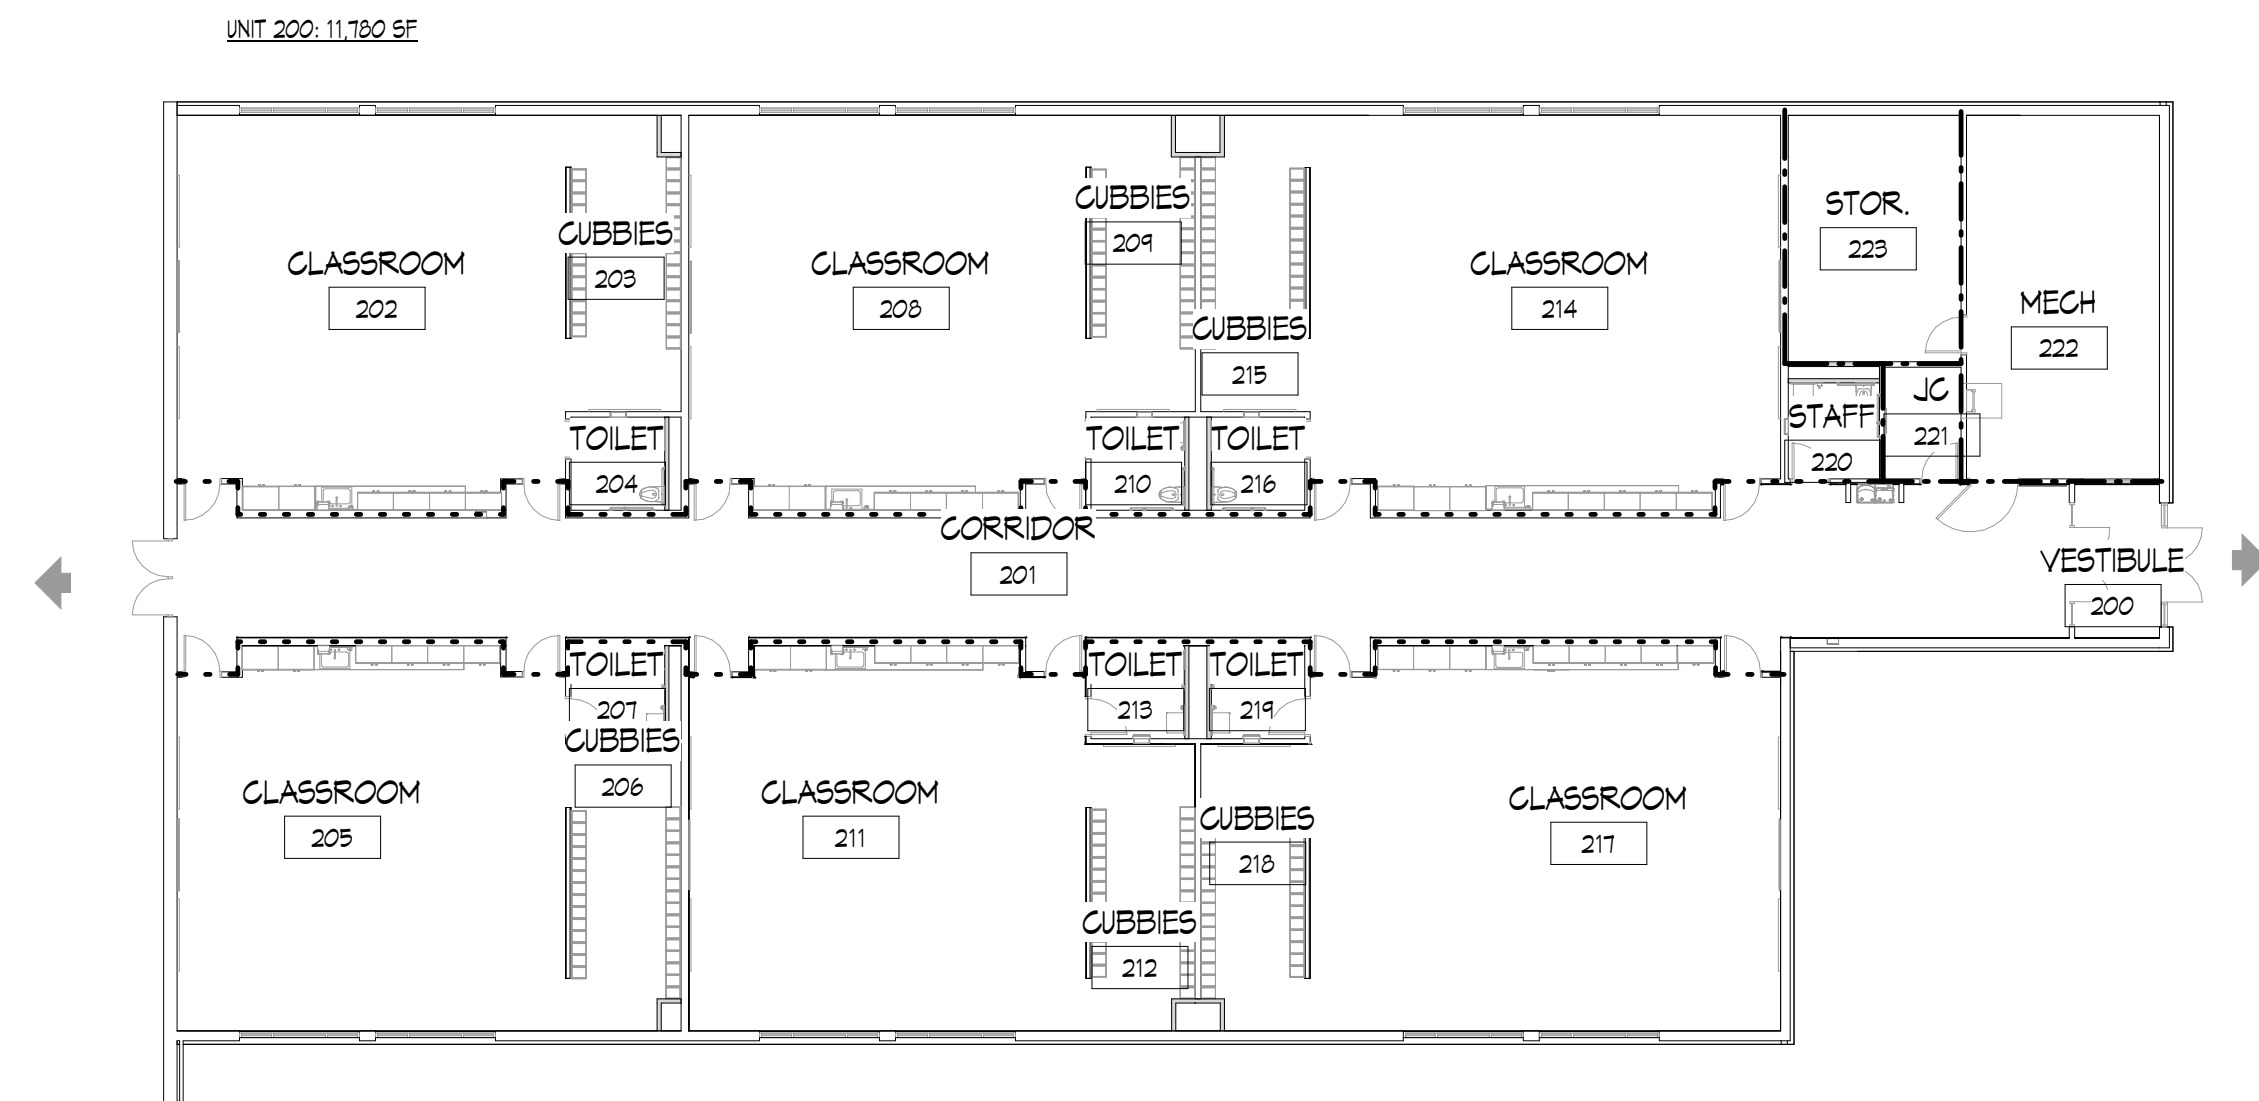 UNIT 200: 11,780 SF
CLASSROOM
202
CUBBIES
203
CLASSROOM
208
CUBBIES
209
CUBBIES
215
CLASSROOM
214
STOR.
223
MECH
222
JC
221
STAFF
220
TOILET
204
TOILET
210
TOILET
216
CORRIDOR
201
VESTIBULE
200
TOILET
207
CUBBIES
206
TOILET
213
TOILET
219
CLASSROOM
205
CLASSROOM
211
CUBBIES
212
CUBBIES
218
CLASSROOM
217